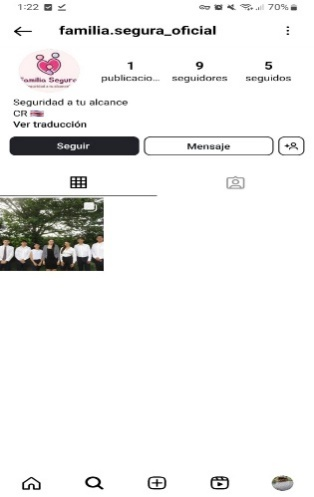 1:22
70%
familia.segura_oficial
Familia Segura
1 9 5
publicacio... seguidores seguidos
Seguridad a tu alcance
CR
Ver traducción
Seguir Mensaje